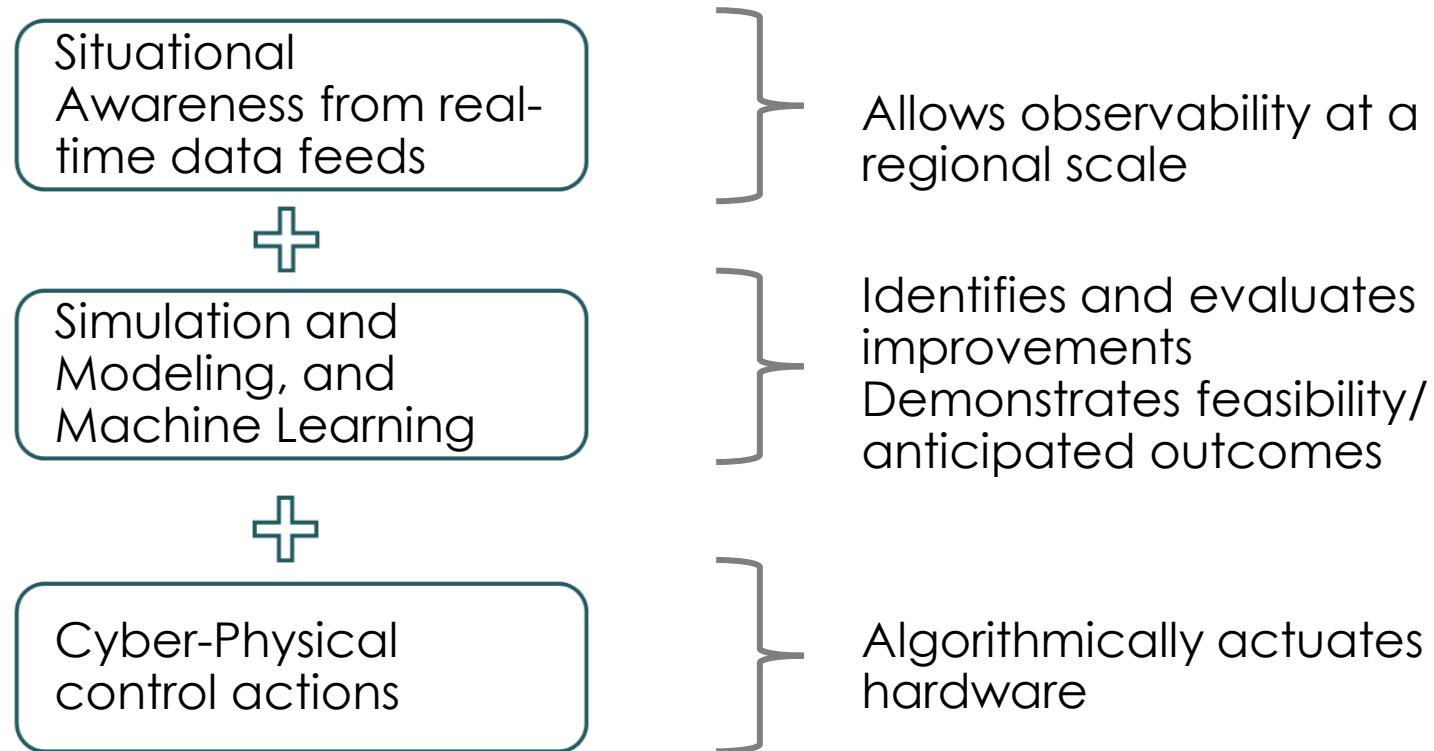 Situational
Awareness from real-
time data feeds
Allows observability at a
regional scale
Simulation and
Modeling, and
Machine Learning
Identifies and evaluates
improvements
Demonstrates feasibility/
anticipated outcomes
Cyber-Physical
control actions
Algorithmically actuates
hardware